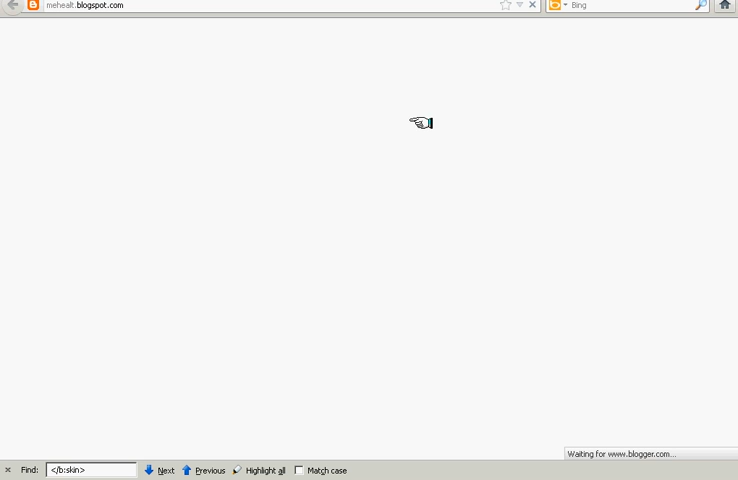 mehealt.blogspot.com
Bing
Waiting for www.blogger.com...
Find: </b:skin> Next Previous Highlight all Match case